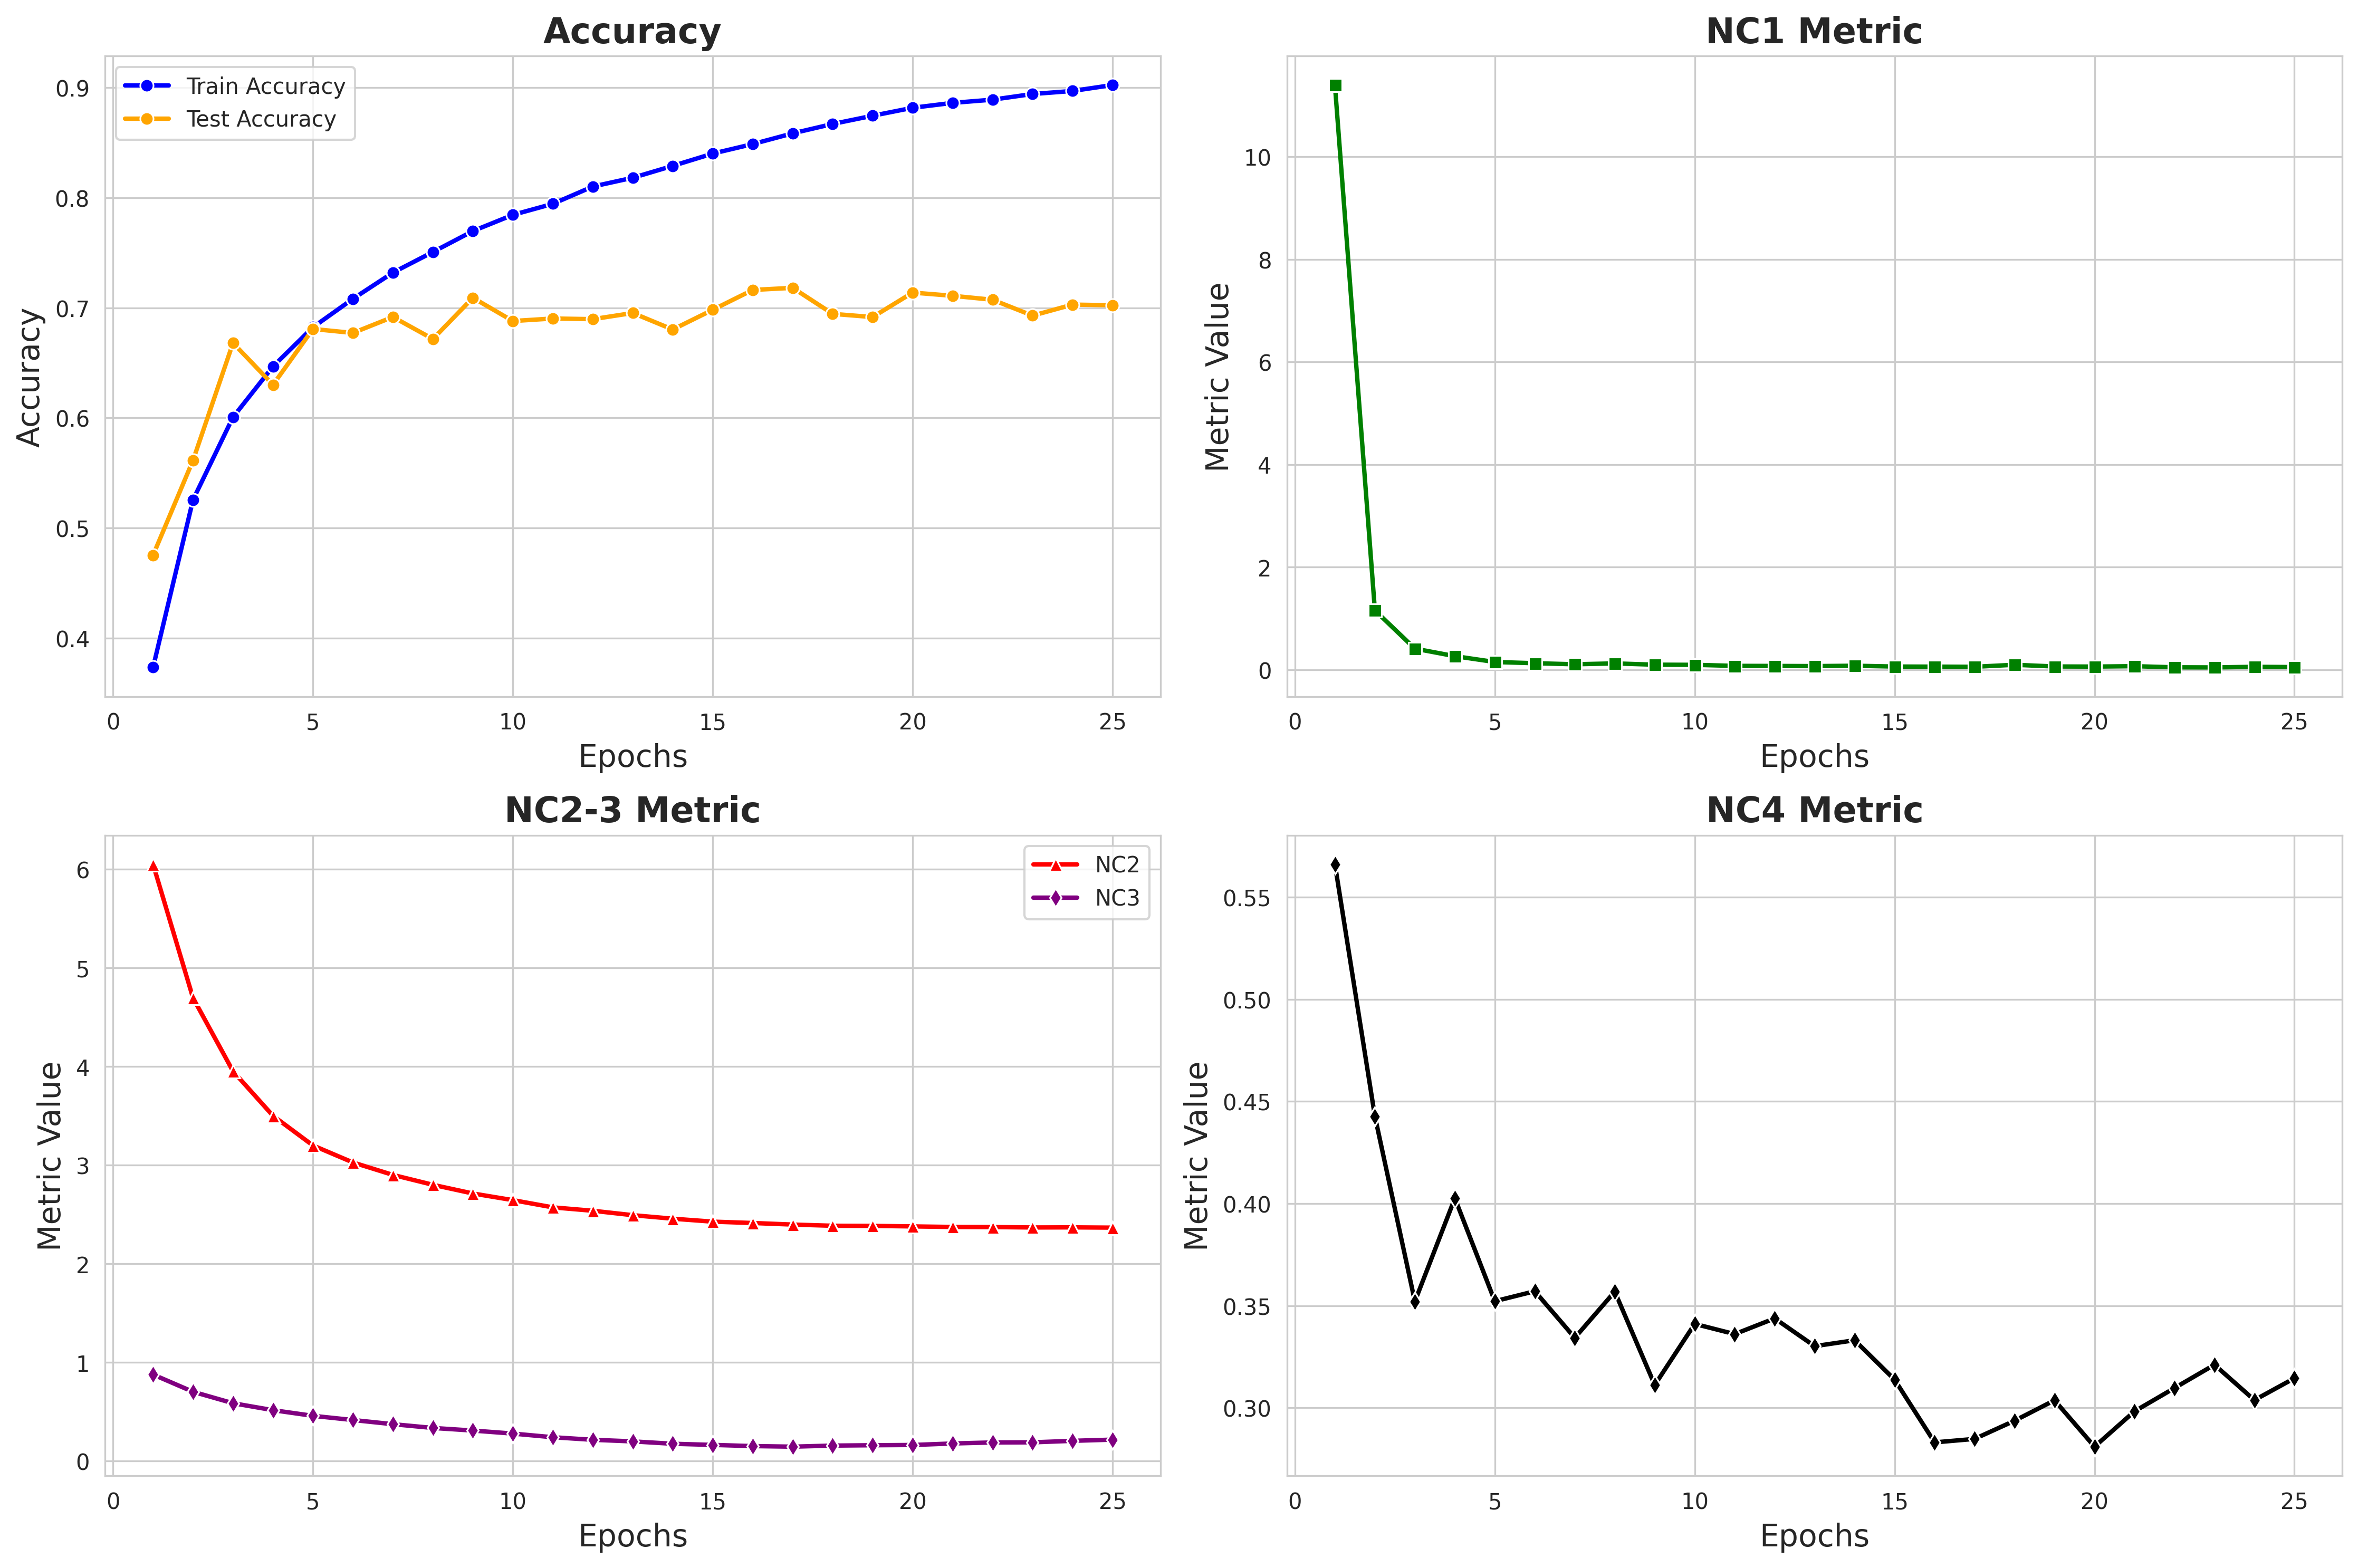 Accuracy
Train Accuracy
Test Accuracy
0.9
0.8
0.7
0.6
0.5
0.4
Accuracy
0 5 10 15 20 25
Epochs
NC1 Metric
10
8
6
4
2
0
Metric Value
0 5 10 15 20 25
Epochs
NC2-3 Metric
NC2
NC3
6
5
4
3
2
1
0
Metric Value
0 5 10 15 20 25
Epochs
NC4 Metric
0.55
0.50
0.45
0.40
0.35
0.30
Metric Value
0 5 10 15 20 25
Epochs